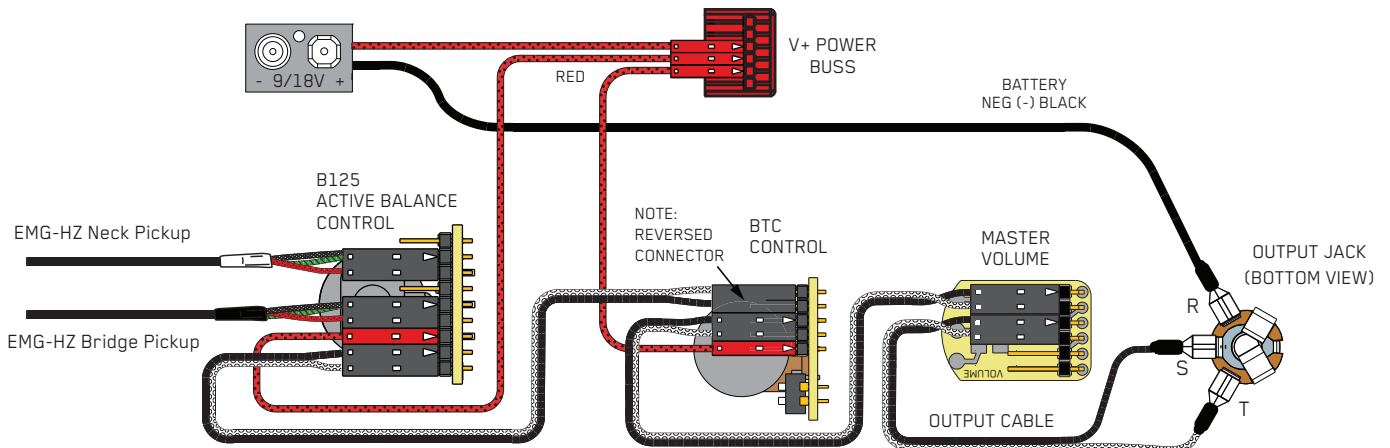 - 9/18V +
RED
V+ POWER
BUSS
BATTERY
NEG (-) BLACK
B125
ACTIVE BALANCE
CONTROL
NOTE:
REVERSED
CONNECTOR
BTC
CONTROL
MASTER
VOLUME
OUTPUT JACK
(BOTTOM VIEW)
EMG-HZ Neck Pickup
EMG-HZ Bridge Pickup
R
S
T
VOLUME
OUTPUT CABLE